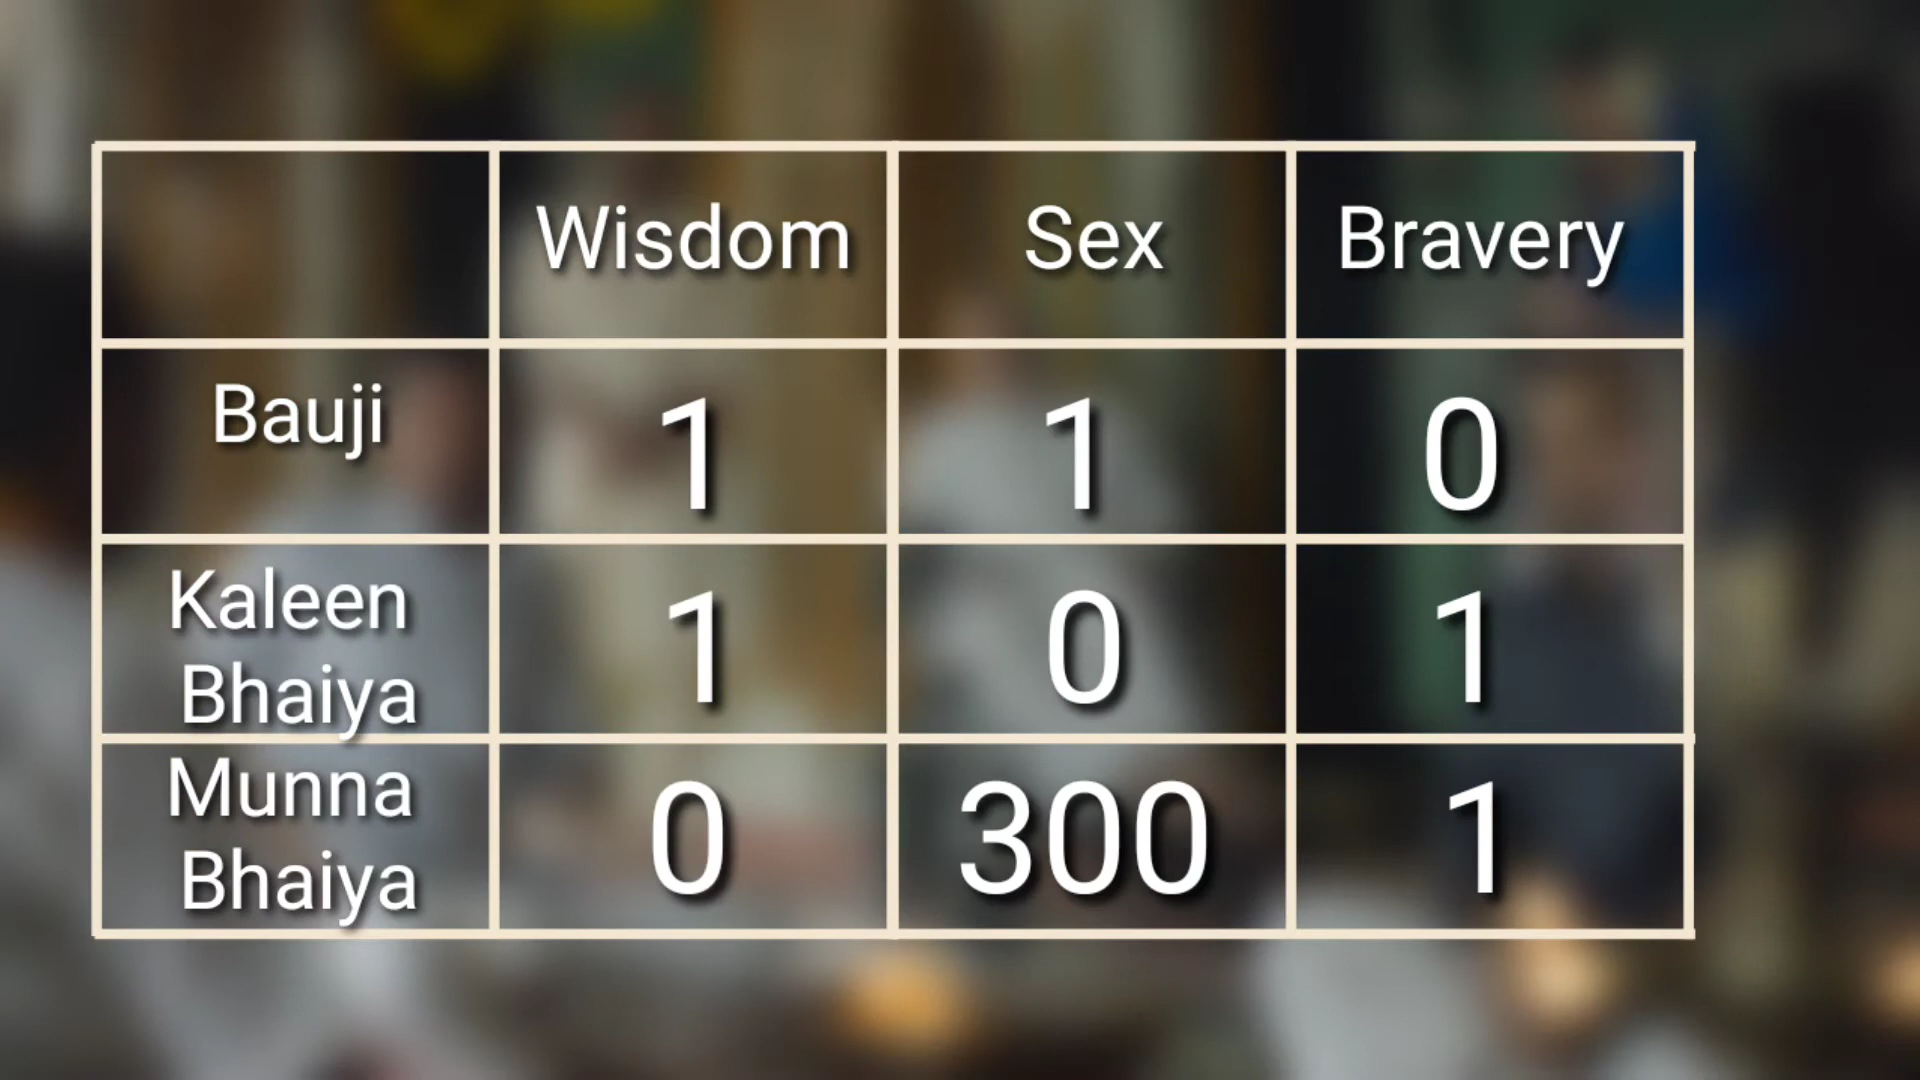 Wisdom Sex Bravery
Bauji 1 1 0
Kaleen
Bhaiya 1 0 1
Munna
Bhaiya 0 300 1